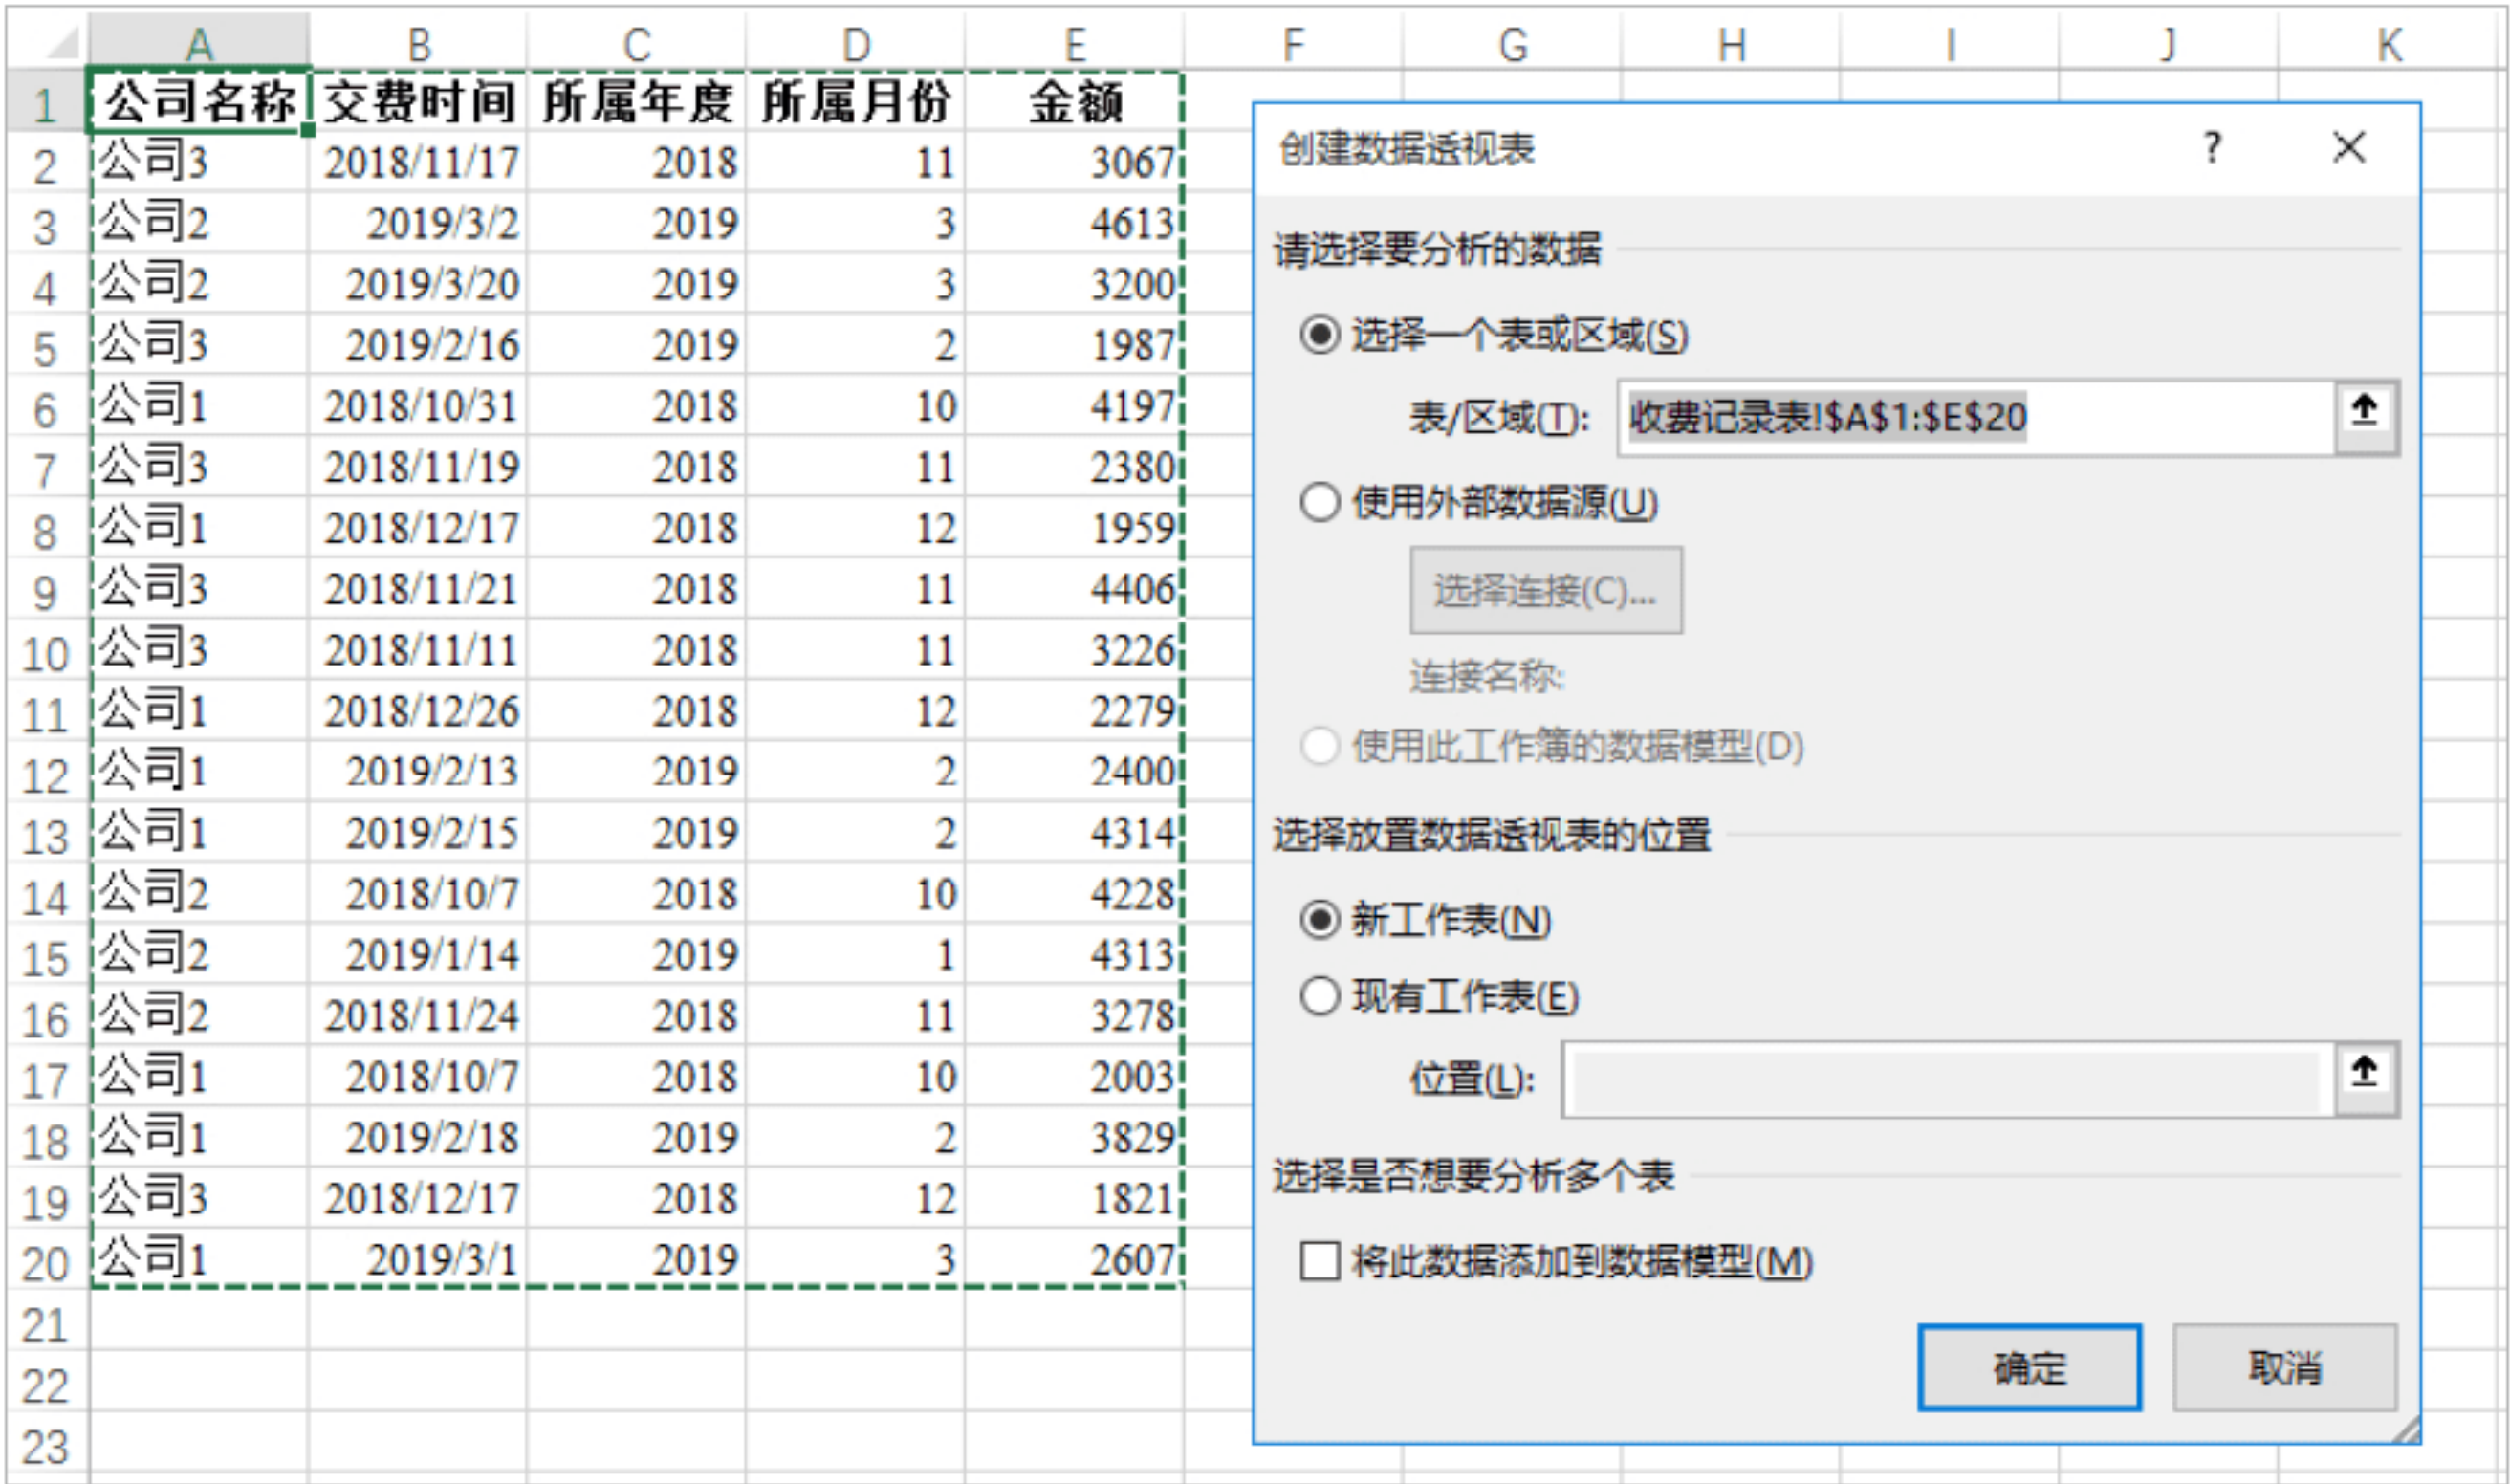 A B C D E F G H I J K
1 公司名称 交费时间 所属年度 所属月份 金额
2 公司3 2018/11/17 2018 11 3067
3 公司2 2019/3/2 2019 3 4613
4 公司2 2019/3/20 2019 3 3200
5 公司3 2019/2/16 2019 2 1987
6 公司1 2018/10/31 2018 10 4197
7 公司3 2018/11/19 2018 11 2380
8 公司1 2018/12/17 2018 12 1959
9 公司3 2018/11/21 2018 11 4406
10 公司3 2018/11/11 2018 11 3226
11 公司1 2018/12/26 2018 12 2279
12 公司1 2019/2/13 2019 2 2400
13 公司1 2019/2/15 2019 2 4314
14 公司2 2018/10/7 2018 10 4228
15 公司2 2019/1/14 2019 1 4313
16 公司2 2018/11/24 2018 11 3278
17 公司1 2018/10/7 2018 10 2003
18 公司1 2019/2/18 2019 2 3829
19 公司3 2018/12/17 2018 12 1821
20 公司1 2019/3/1 2019 3 2607
21
22
23
创建数据透视表 ?
请选择要分析的数据
选择一个表或区域(S)
表/区域(T): 收费记录表!$A$1:$E$20
使用外部数据源(U)
选择连接(C)...
连接名称:
使用此工作簿的数据模型(D)
选择放置数据透视表的位置
新工作表(N)
现有工作表(E)
位置(L):
选择是否想要分析多个表
将此数据添加到数据模型(M)
确定 取消